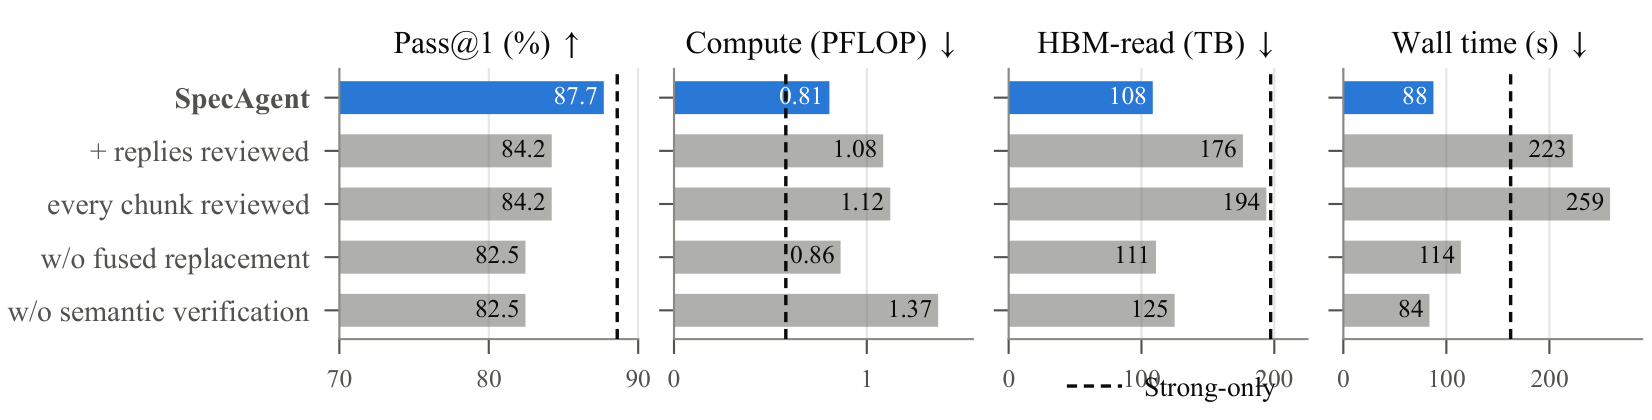 Pass@1 (%) ↑ Compute (PFLOP) ↓ HBM-read (TB) ↓ Wall time (s) ↓
SpecAgent 87.7 0.81 108 88
+ replies reviewed 84.2 1.08 176 223
every chunk reviewed 84.2 1.12 194 259
w/o fused replacement 82.5 0.86 111 114
w/o semantic verification 82.5 1.37 125 84
70 80 90 0 1 0 100 200 0 100 200
Strong-only